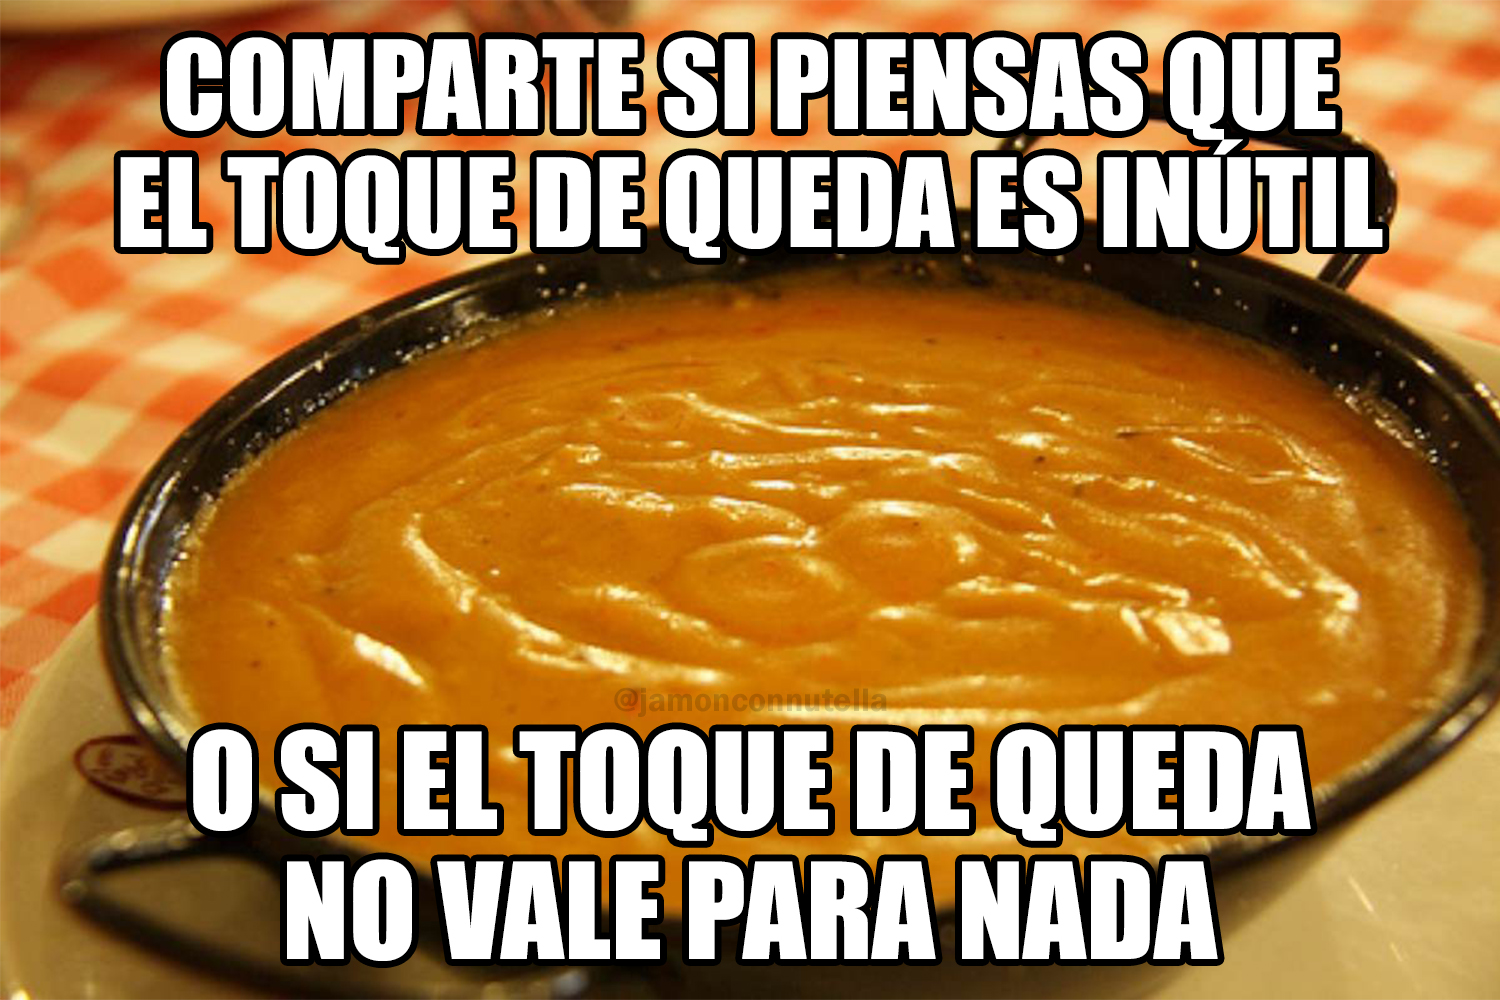 COMPARTE SI PIENSAS QUE
EL TOQUE DE QUEDA ES INÚTIL
@jamonconnutella
O SI EL TOQUE DE QUEDA
NO VALE PARA NADA